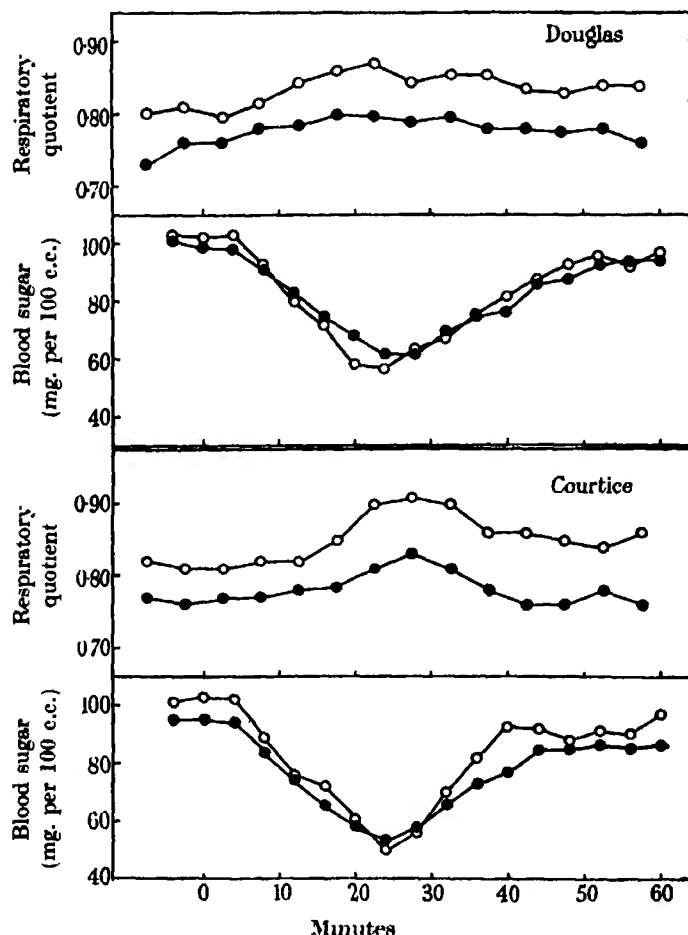 Douglas
Respiratory
quotient
0·90
0·80
0·70
Blood sugar
(mg. per 100 c.c.)
100
80
60
40
Courtice
Respiratory
quotient
0·90
0·80
0·70
Blood sugar
(mg. per 100 c.c.)
100
80
60
40
0 10 20 30 40 50 60
Minutes